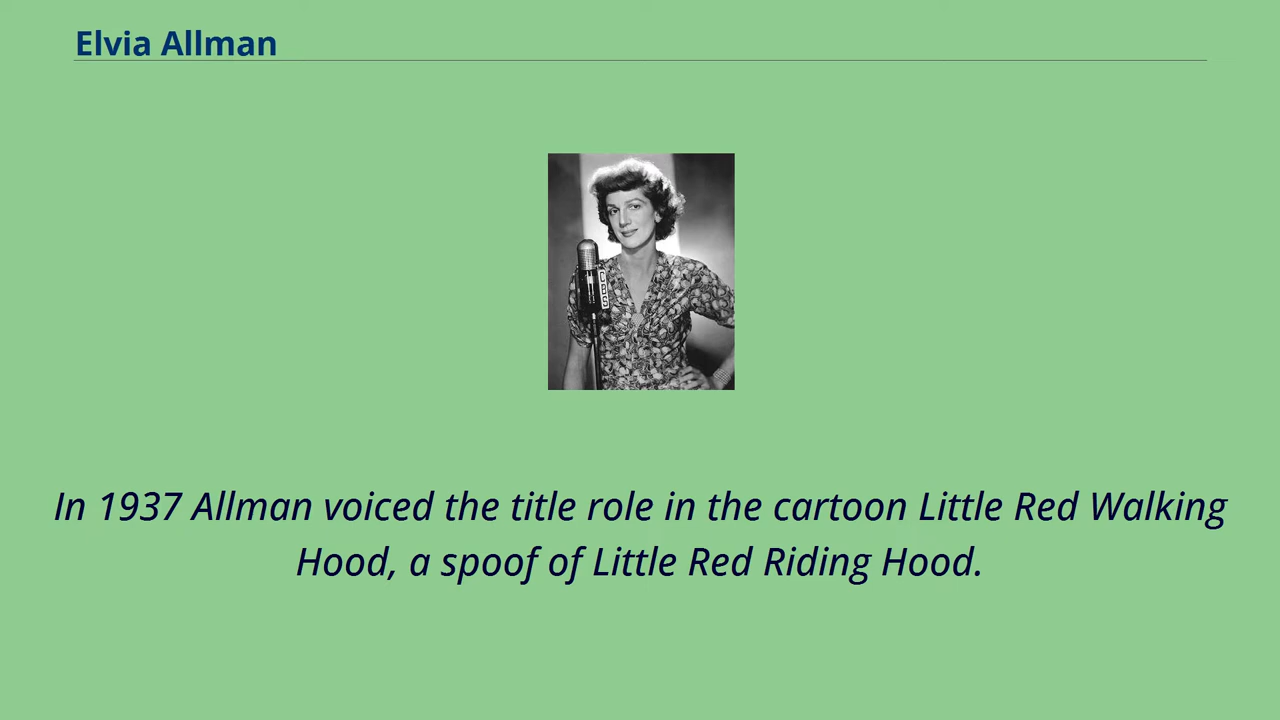 Elvia Allman
CBS
In 1937 Allman voiced the title role in the cartoon Little Red Walking
Hood, a spoof of Little Red Riding Hood.